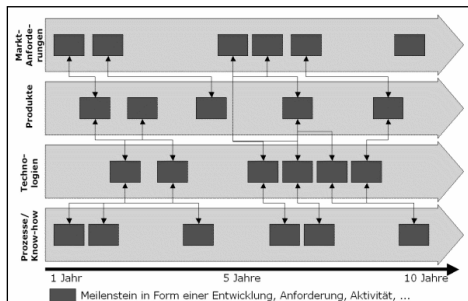 Markt-
Anforde-
rungen
Produkte
Techno-
logien
Prozesse/
Know-how
1 Jahr
5 Jahre
10 Jahre
Meilenstein in Form einer Entwicklung, Anforderung, Aktivität, ...